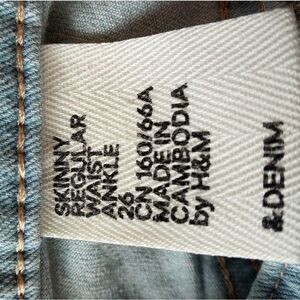 SKINNY
REGULAR
WAIST
ANKLE
26
CN 160/66A
MADE IN
CAMBODIA
by H&M
&DENIM